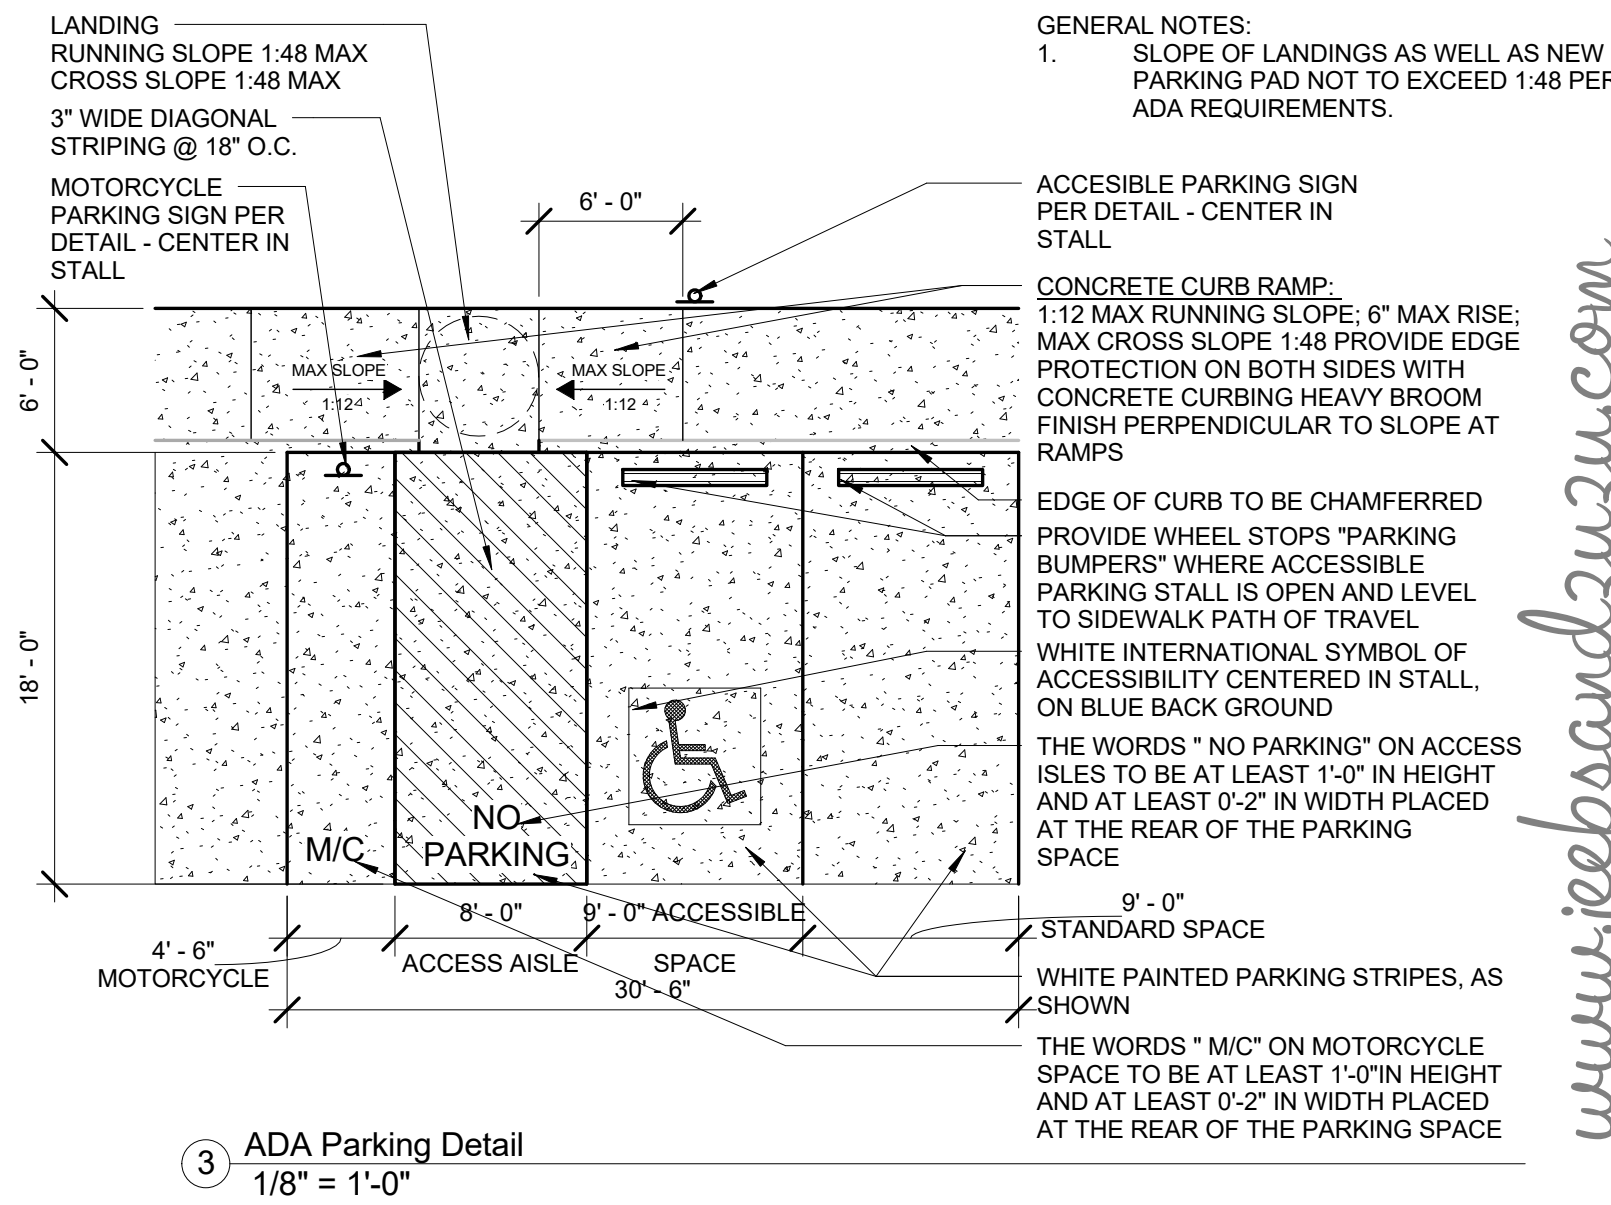 LANDING
RUNNING SLOPE 1:48 MAX
CROSS SLOPE 1:48 MAX
3" WIDE DIAGONAL
STRIPING @ 18" O.C.
MOTORCYCLE
PARKING SIGN PER
DETAIL - CENTER IN
STALL
GENERAL NOTES:
1. SLOPE OF LANDINGS AS WELL AS NEW
PARKING PAD NOT TO EXCEED 1:48 PER
ADA REQUIREMENTS.
6' - 0"
ACCESIBLE PARKING SIGN
PER DETAIL - CENTER IN
STALL
CONCRETE CURB RAMP:
1:12 MAX RUNNING SLOPE; 6" MAX RISE;
MAX CROSS SLOPE 1:48 PROVIDE EDGE
PROTECTION ON BOTH SIDES WITH
CONCRETE CURBING HEAVY BROOM
FINISH PERPENDICULAR TO SLOPE AT
RAMPS
6' - 0"
MAX SLOPE
1:12
MAX SLOPE
1:12
EDGE OF CURB TO BE CHAMFERRED
PROVIDE WHEEL STOPS "PARKING
BUMPERS" WHERE ACCESSIBLE
PARKING STALL IS OPEN AND LEVEL
TO SIDEWALK PATH OF TRAVEL
18' - 0"
WHITE INTERNATIONAL SYMBOL OF
ACCESSIBILITY CENTERED IN STALL,
ON BLUE BACK GROUND
THE WORDS " NO PARKING" ON ACCESS
ISLES TO BE AT LEAST 1'-0" IN HEIGHT
AND AT LEAST 0'-2" IN WIDTH PLACED
AT THE REAR OF THE PARKING
SPACE
M/C
NO
PARKING
8' - 0"
9' - 0" ACCESSIBLE
9' - 0"
STANDARD SPACE
4' - 6"
MOTORCYCLE
ACCESS AISLE
SPACE
30' - 6"
WHITE PAINTED PARKING STRIPES, AS
SHOWN
THE WORDS " M/C" ON MOTORCYCLE
SPACE TO BE AT LEAST 1'-0"IN HEIGHT
AND AT LEAST 0'-2" IN WIDTH PLACED
AT THE REAR OF THE PARKING SPACE
3
ADA Parking Detail
1/8" = 1'-0"
www.jeepsand2u2u.com